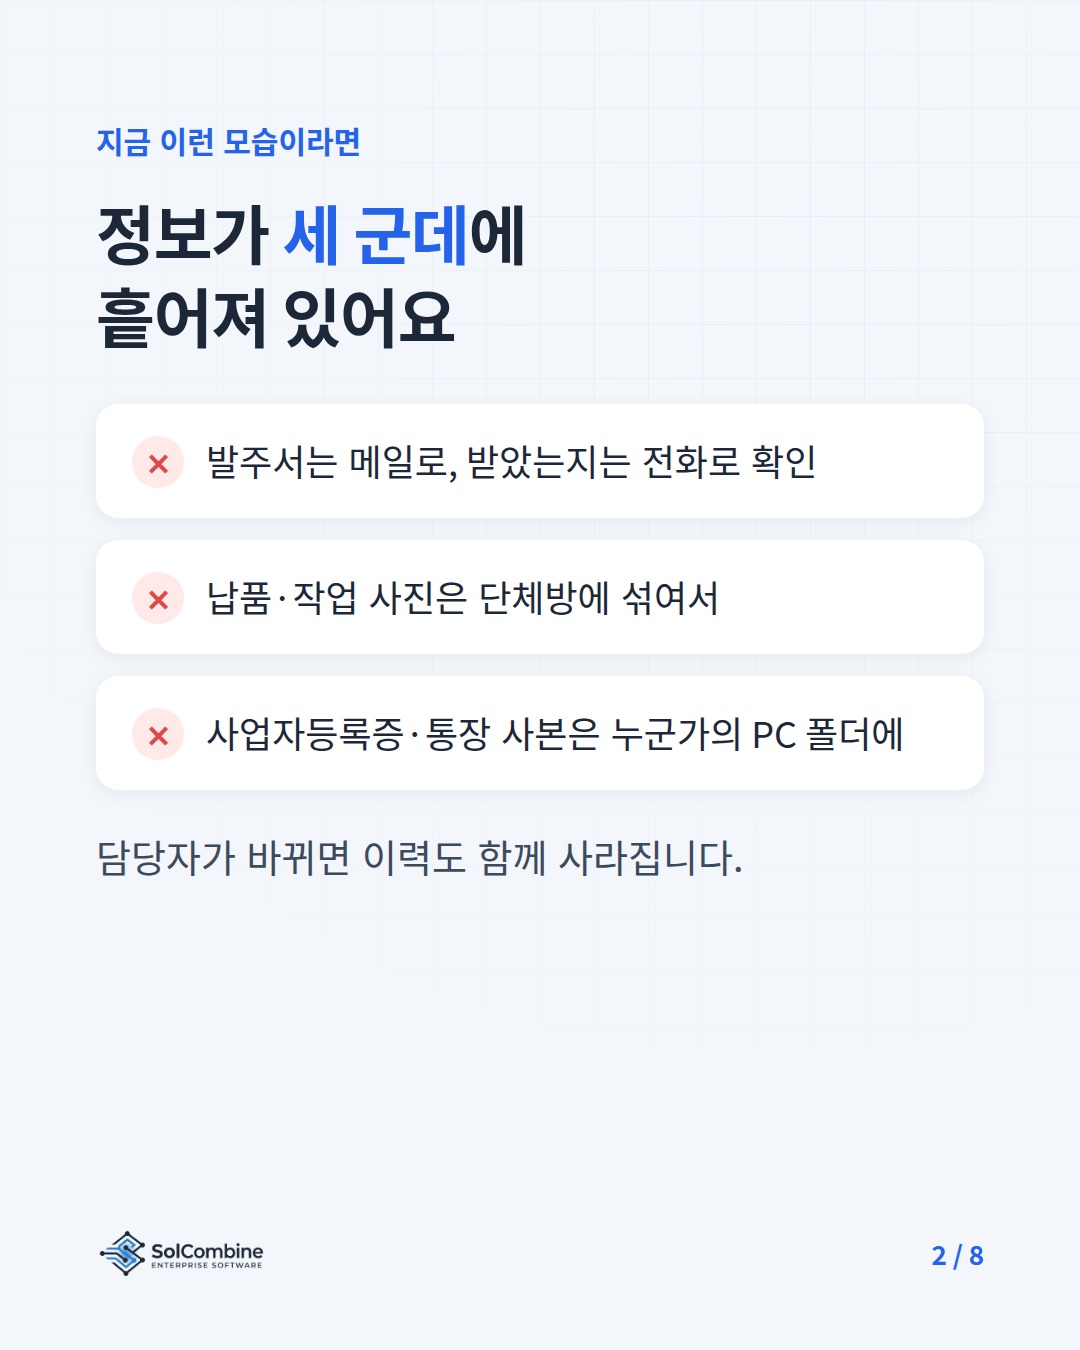 지금 이런 모습이라면
정보가 세 군데에
흩어져 있어요
발주서는 메일로, 받았는지는 전화로 확인
납품·작업 사진은 단체방에 섞여서
사업자등록증·통장 사본은 누군가의 PC 폴더에
담당자가 바뀌면 이력도 함께 사라집니다.
SolCombine
ENTERPRISE SOFTWARE
2 / 8